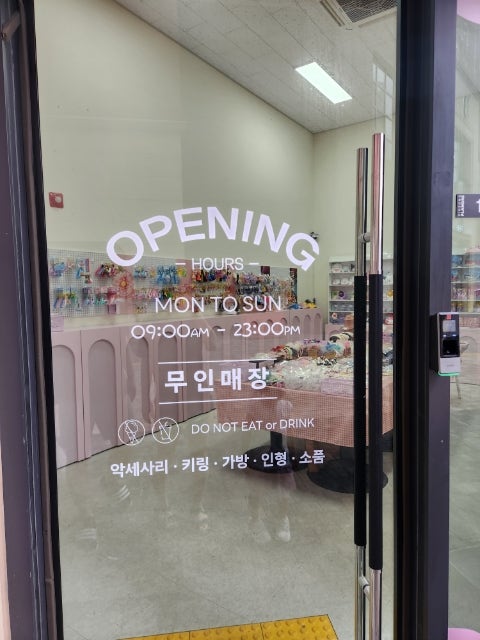 OPENING
- HOURS -
MON TO SUN
09:00AM - 23:00PM
무인매장
DO NOT EAT or DRINK
악세사리 · 키링 · 가방 · 인형 · 소품